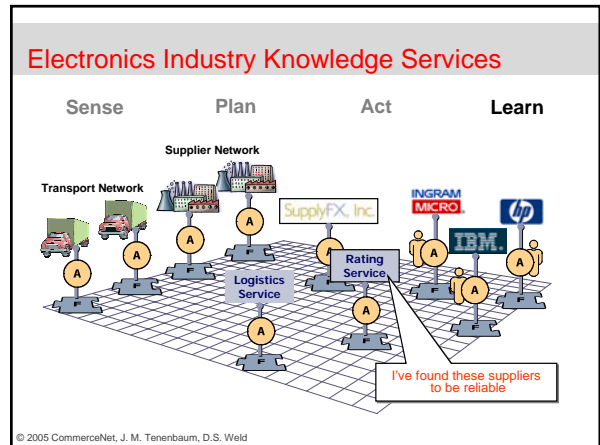 Electronics Industry Knowledge Services
Sense Plan Act Learn
Supplier Network
Transport Network
SupplyFX, Inc.
INGRAM
MICRO.
hp
IBM.
A
A
A
A
A
A
A
A
Rating
Service
Logistics
Service
A
A
F
F
F
F
F
F
F
F
F
F
I've found these suppliers
to be reliable
© 2005 CommerceNet, J. M. Tenenbaum, D.S. Weld